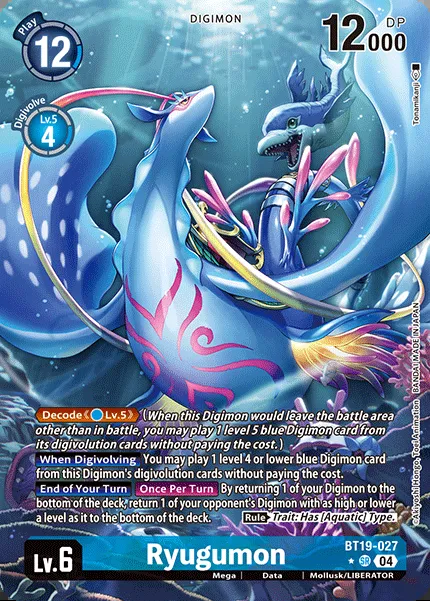 Play
12
DIGIMON
12000
DP
Digivolve
Lv.5
4
Tonamikanji
Decode 《Lv.5》 (When this Digimon would leave the battle area
other than in battle, you may play 1 level 5 blue Digimon card from
its digivolution cards without paying the cost.)
When Digivolving You may play 1 level 4 or lower blue Digimon card
from this Digimon's digivolution cards without paying the cost.
End of Your Turn Once Per Turn By returning 1 of your Digimon to the
bottom of the deck, return 1 of your opponent's Digimon with as high or lower
a level as it to the bottom of the deck. Rule Trait: Has [Aquatic] Type.
©Akiyoshi Hongo, Toei Animation BANDAI MADE IN JAPAN
Lv.6
Ryugumon
BT19-027
★ SR 04
Mega | Data | Mollusk/LIBERATOR